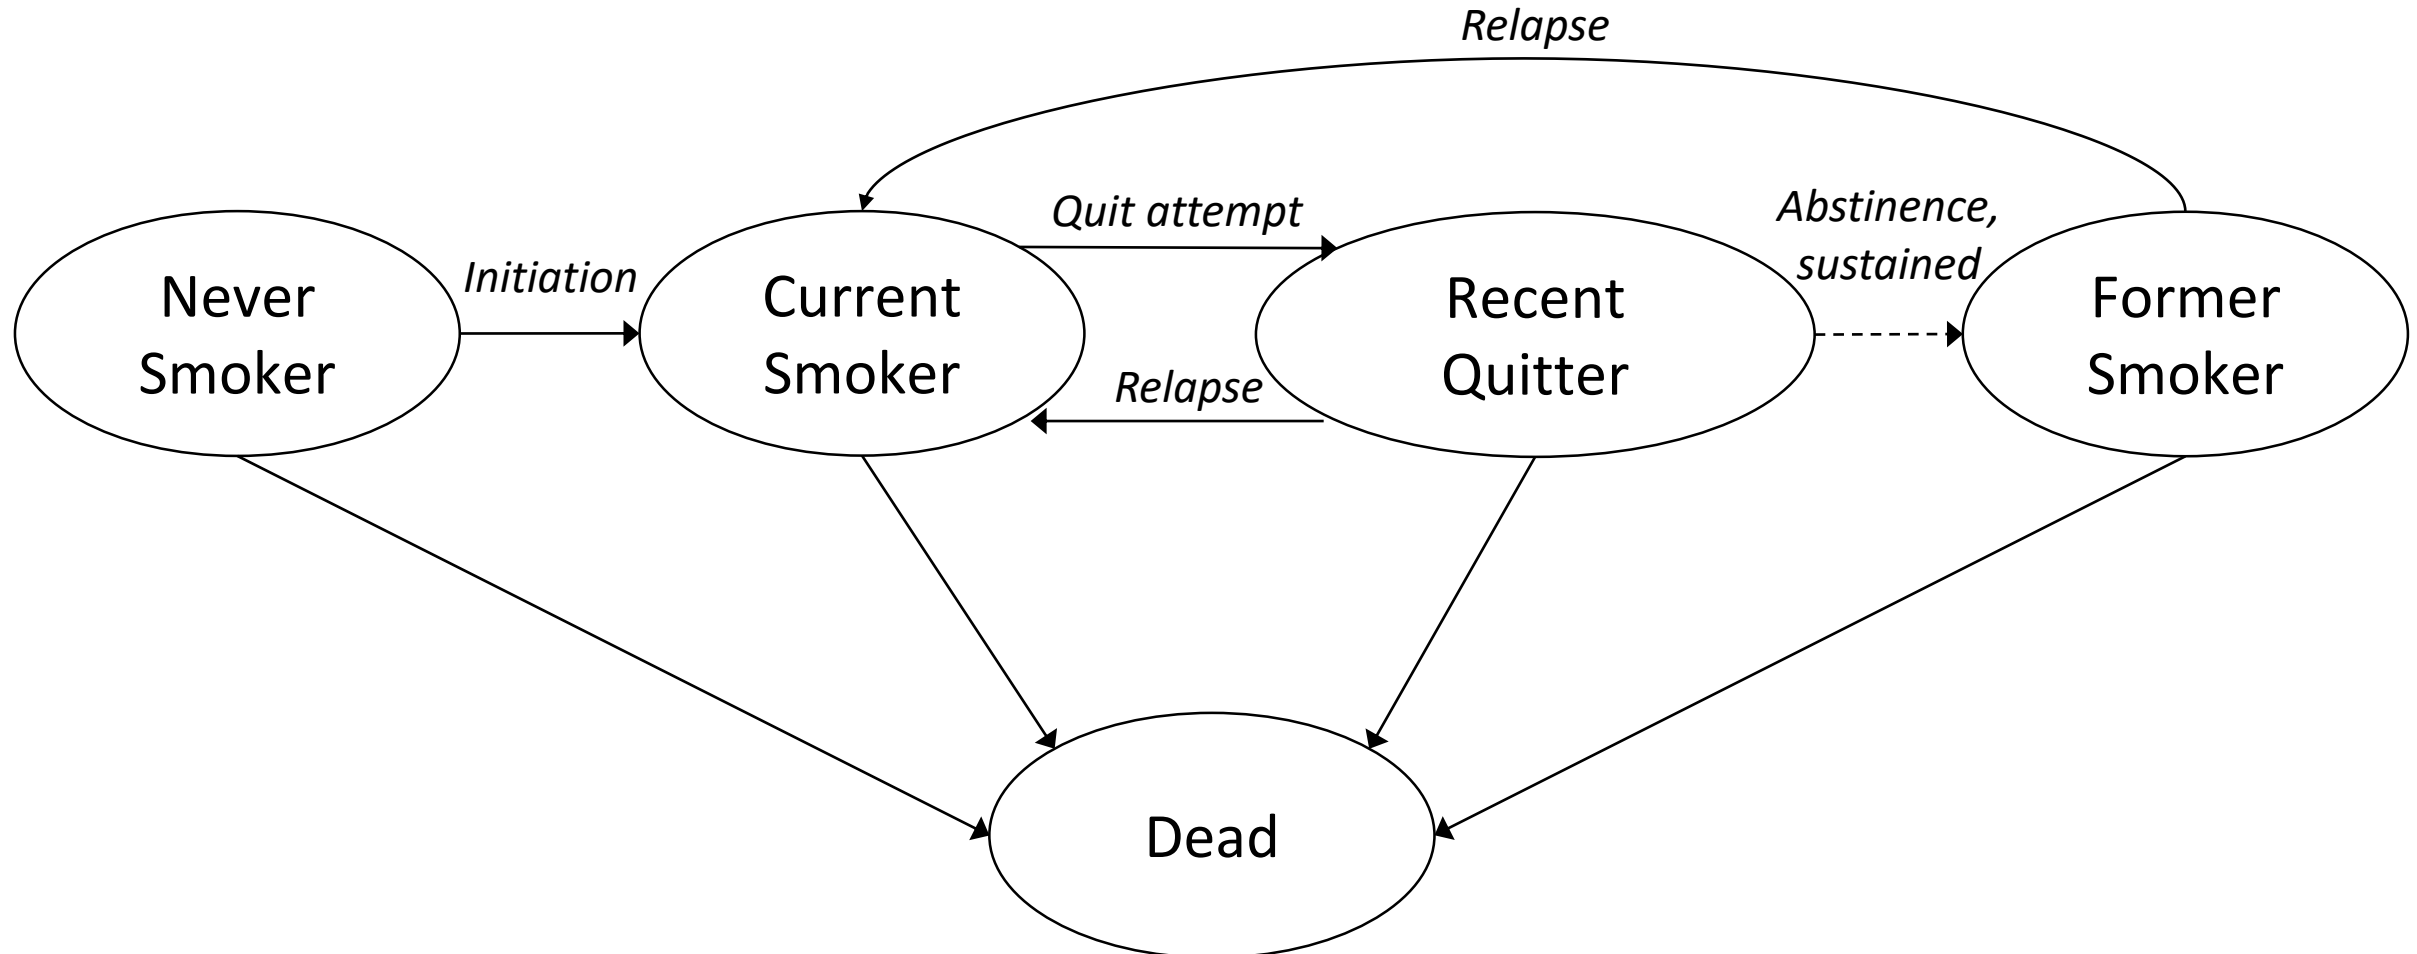 Relapse
Quit attempt
Abstinence,
sustained
Initiation
Never
Smoker
Current
Smoker
Recent
Quitter
Former
Smoker
Relapse
Dead